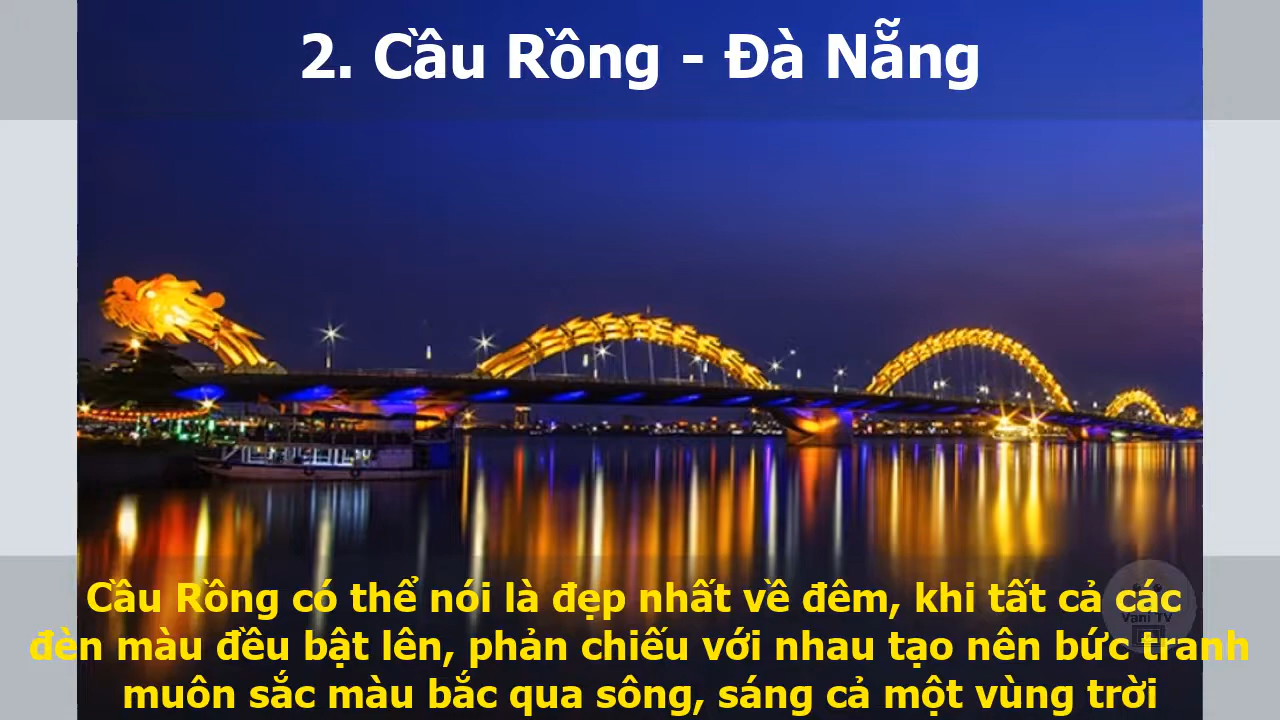 2. Cầu Rồng - Đà Nẵng
Cầu Rồng có thể nói là đẹp nhất về đêm, khi tất cả các
đèn màu đều bật lên, phản chiếu với nhau tạo nên bức tranh
muôn sắc màu bắc qua sông, sáng cả một vùng trời
Vani TV